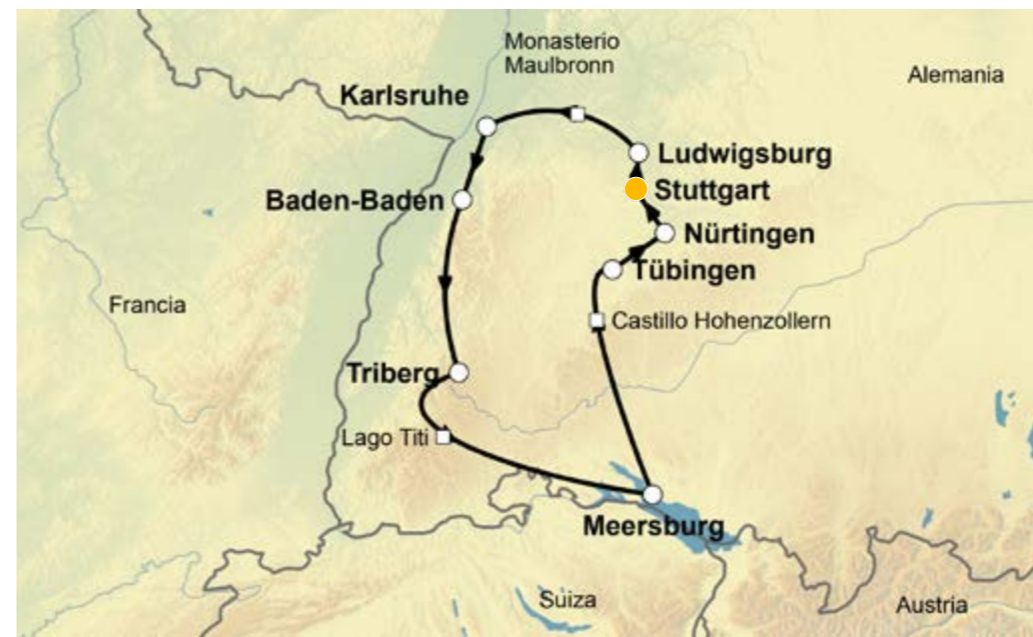 Monasterio
Maulbronn
Alemania
Karlsruhe
Ludwigsburg
Stuttgart
Baden-Baden
Nürtingen
Tübingen
Francia
Castillo Hohenzollern
Triberg
Lago Titi
Meersburg
Suiza
Austria